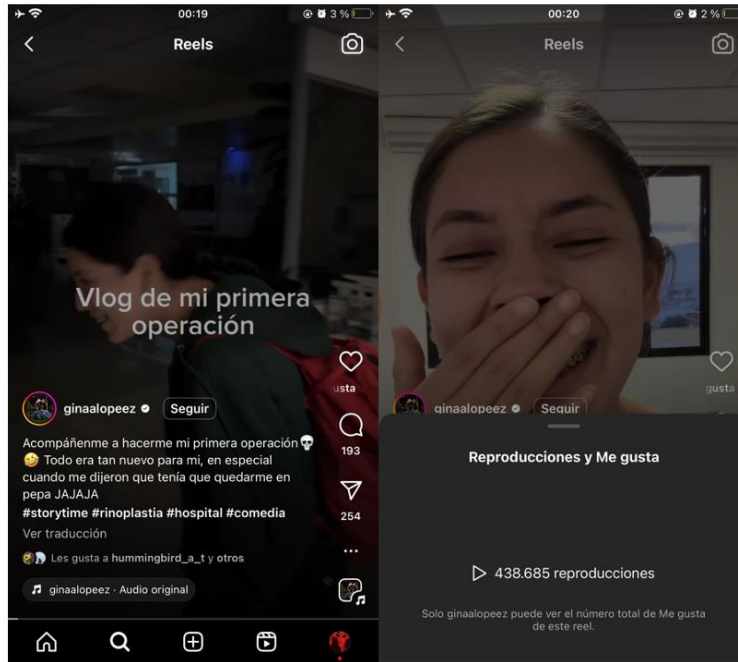 00:19
3 %
Reels
Vlog de mi primera
operación
usta
ginaalopeez
Seguir
193
Acompáñenme a hacerme mi primera operación💀
🤣 Todo era tan nuevo para mi, en especial
cuando me dijeron que tenía que quedarme en
pepa JAJAJA
#storytime #rinoplastia #hospital #comedia
254
Ver traducción
Les gusta a hummingbird_a_t y otros
ginaalopeez · Audio original
00:20
2 %
Reels
gusta
ginaalopeez
Seguir
Reproducciones y Me gusta
438.685 reproducciones
Solo ginaalopeez puede ver el número total de Me gusta
de este reel.